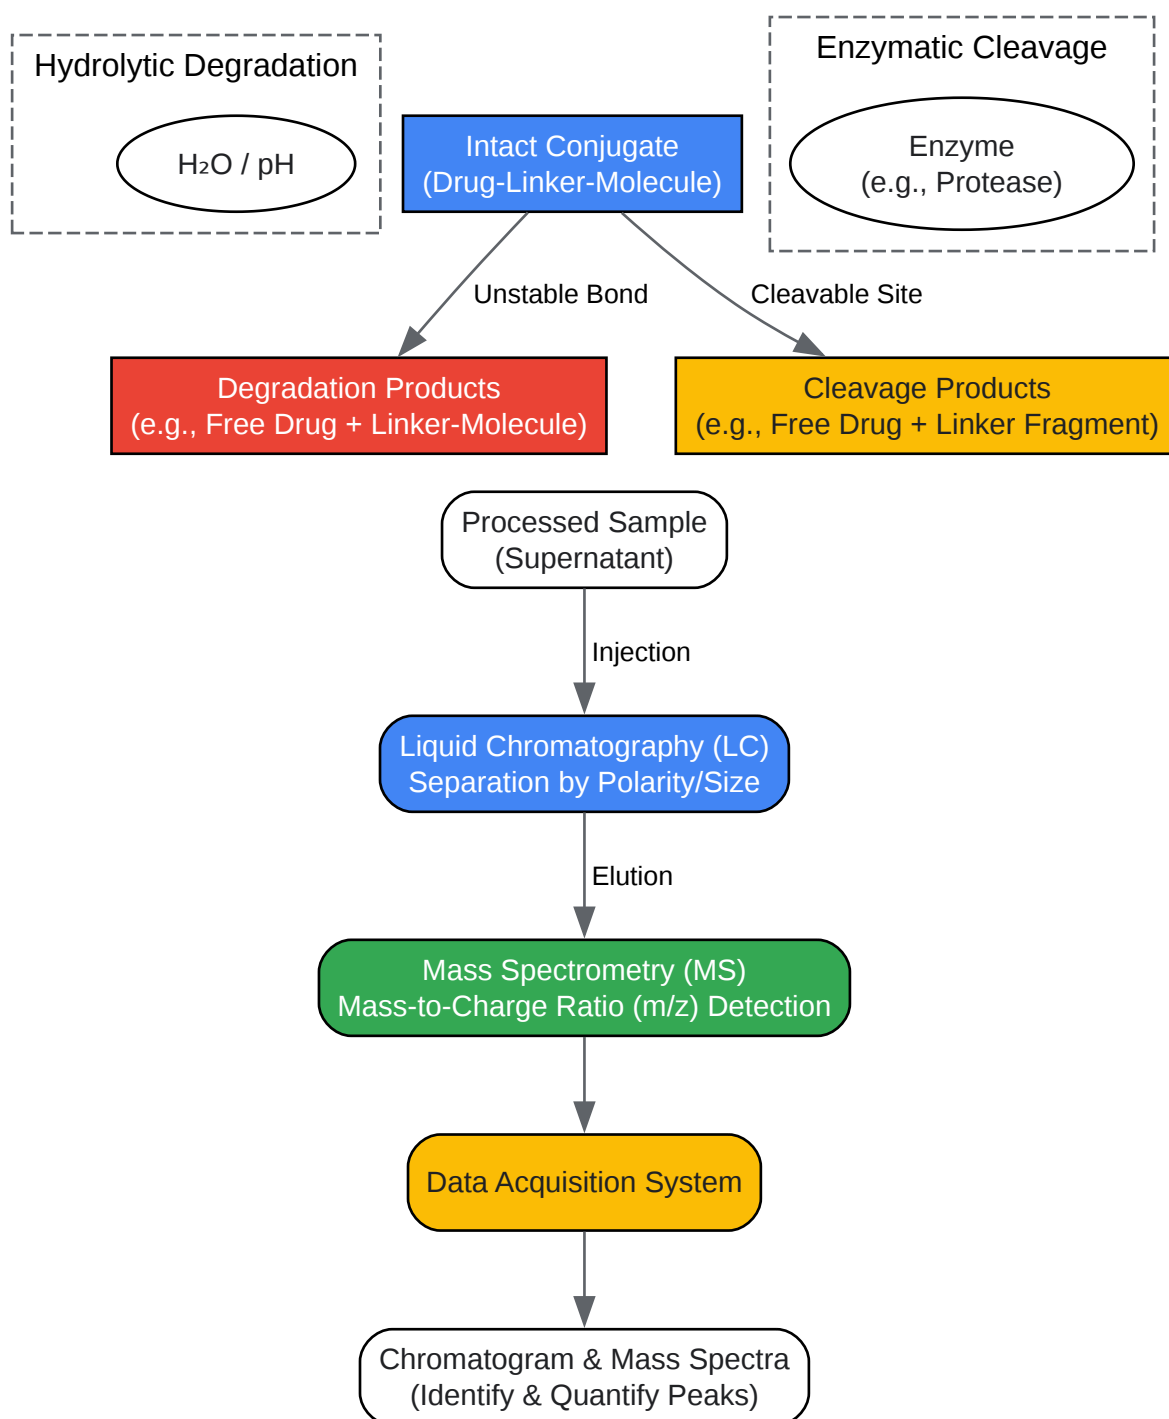 Hydrolytic Degradation
H₂O / pH
Intact Conjugate
(Drug-Linker-Molecule)
Enzymatic Cleavage
Enzyme
(e.g., Protease)
Unstable Bond
Cleavable Site
Degradation Products
(e.g., Free Drug + Linker-Molecule)
Cleavage Products
(e.g., Free Drug + Linker Fragment)
Processed Sample
(Supernatant)
Injection
Liquid Chromatography (LC)
Separation by Polarity/Size
Elution
Mass Spectrometry (MS)
Mass-to-Charge Ratio (m/z) Detection
Data Acquisition System
Chromatogram & Mass Spectra
(Identify & Quantify Peaks)